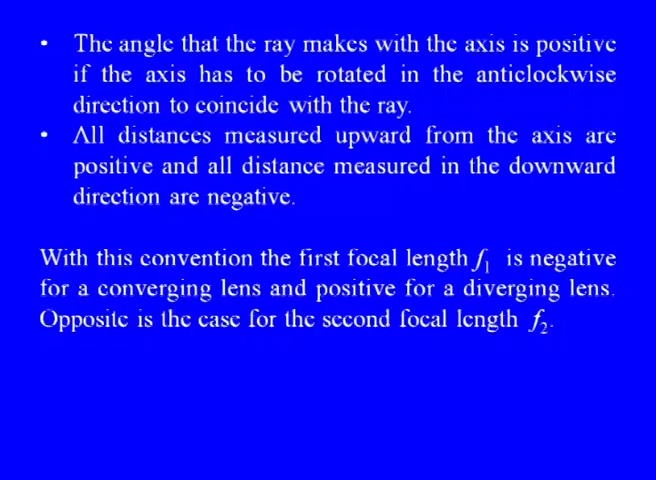 • The angle that the ray makes with the axis is positive
if the axis has to be rotated in the anticlockwise
direction to coincide with the ray.
• All distances measured upward from the axis are
positive and all distance measured in the downward
direction are negative.
With this convention the first focal length f₁ is negative
for a converging lens and positive for a diverging lens.
Opposite is the case for the second focal length f₂.